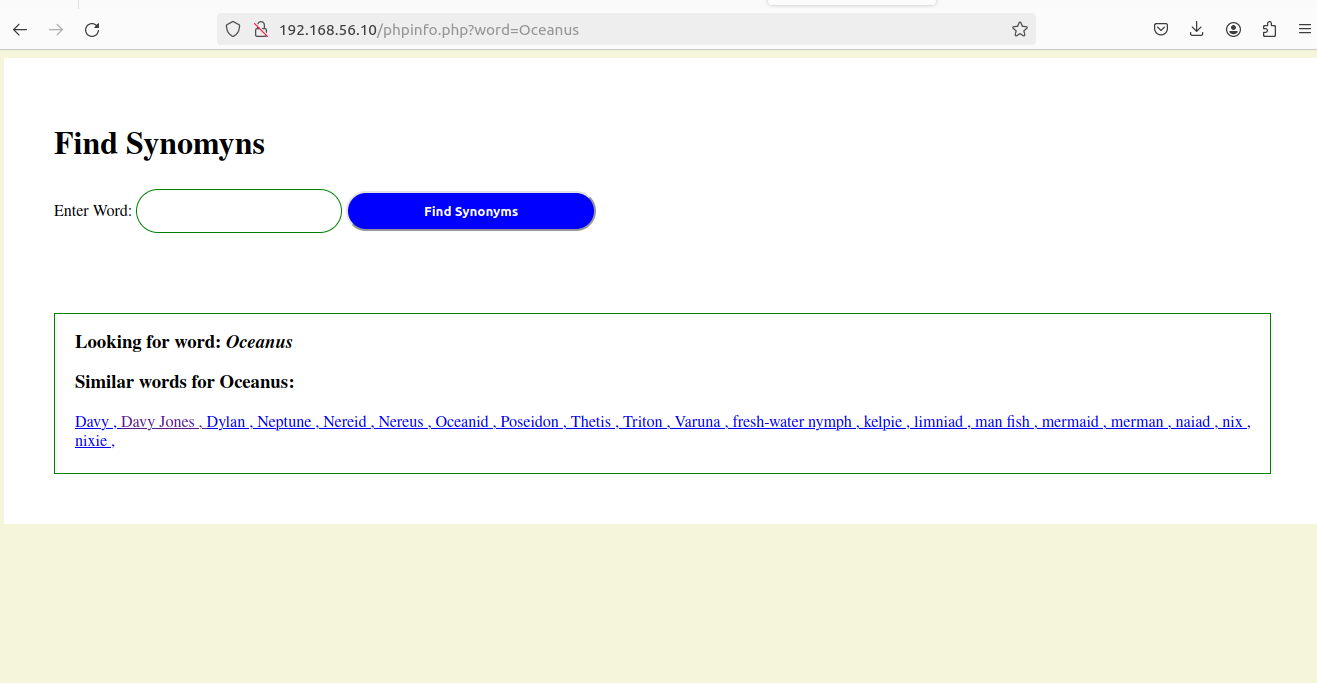 192.168.56.10/phpinfo.php?word=Oceanus
Find Synomyns
Enter Word: Find Synonyms
Looking for word: Oceanus
Similar words for Oceanus:
Davy , Davy Jones , Dylan , Neptune , Nereid , Nereus , Oceanid , Poseidon , Thetis , Triton , Varuna , fresh-water nymph , kelpie , limniad , man fish , mermaid , merman , naiad , nix ,
nixie ,